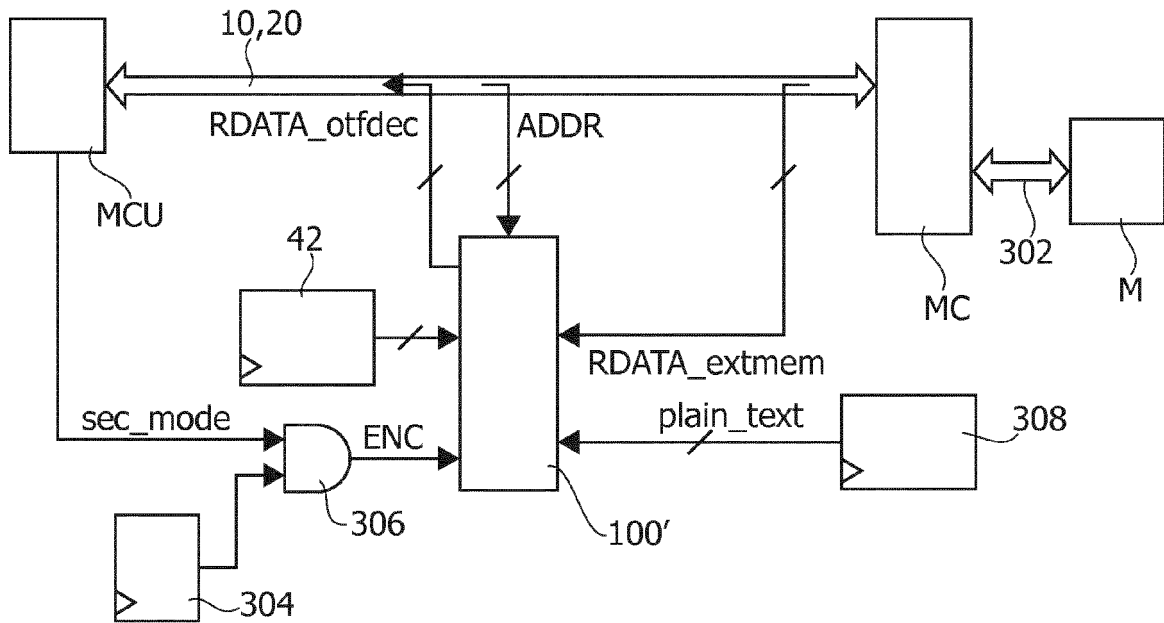 10,20
RDATA_otfdec
ADDR
MCU
302
M
42
MC
RDATA_extmem
sec_mode
ENC
plain_text
308
306
100’
304